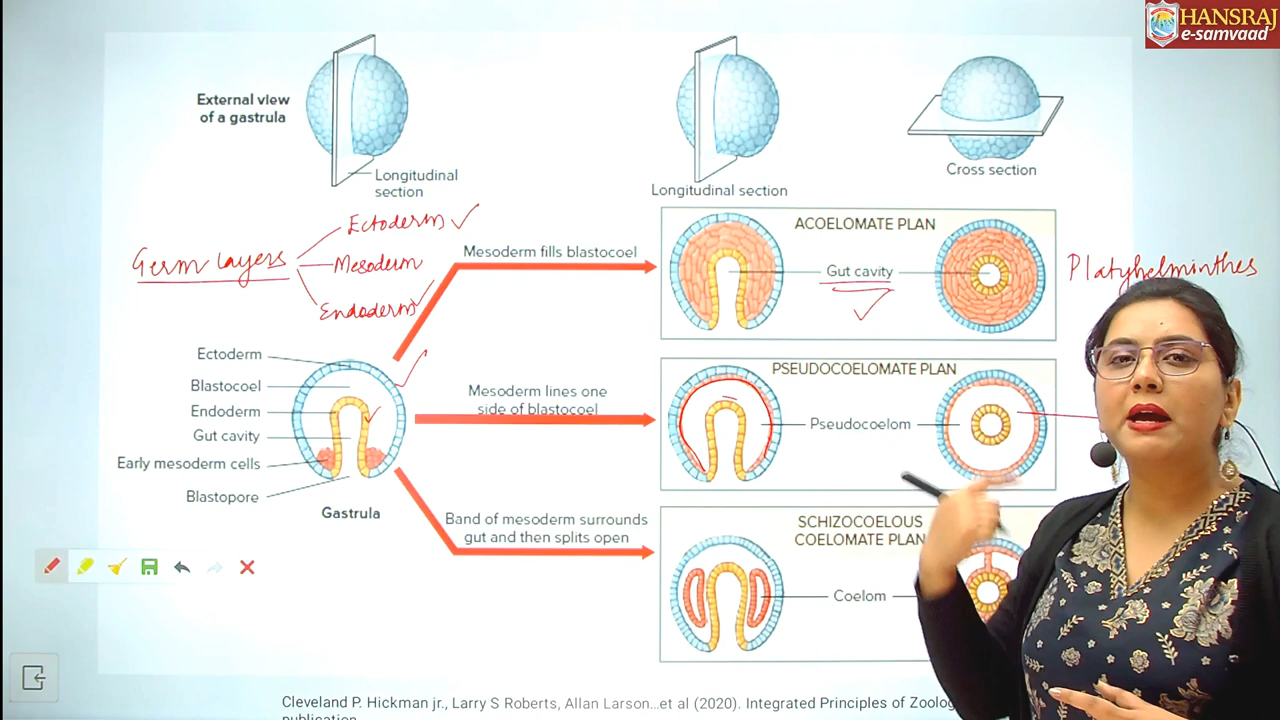 HANSRAJ
e-samvaad
External view
of a gastrula
Longitudinal
section
Longitudinal section
Cross section
Germ layers
Ectoderm
Mesoderm
Endoderm
Mesoderm fills blastocoel
ACOELOMATE PLAN
Gut cavity
Platyhelminthes
Ectoderm
Blastocoel
Endoderm
Gut cavity
Early mesoderm cells
Blastopore
Gastrula
Mesoderm lines one
side of blastocoel
PSEUDOCOELOMATE PLAN
Pseudocoelom
Band of mesoderm surrounds
gut and then splits open
SCHIZOCOELOUS
COELOMATE PLAN
Coelom
Cleveland P. Hickman jr., Larry S Roberts, Allan Larson...et al (2020). Integrated Principles of Zoolog
publication